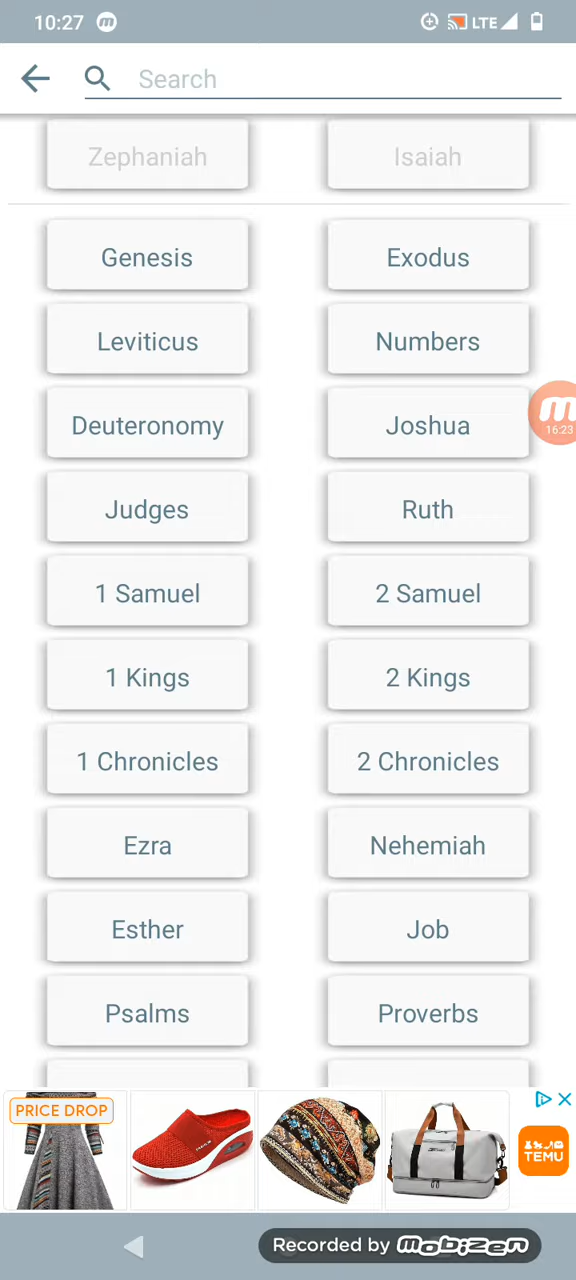 10:27 LTE
Search
Zephaniah Isaiah
Genesis Exodus
Leviticus Numbers
16:23
Deuteronomy Joshua
Judges Ruth
1 Samuel 2 Samuel
1 Kings 2 Kings
1 Chronicles 2 Chronicles
Ezra Nehemiah
Esther Job
Psalms Proverbs
PRICE DROP
TEMU
Recorded by mobizen